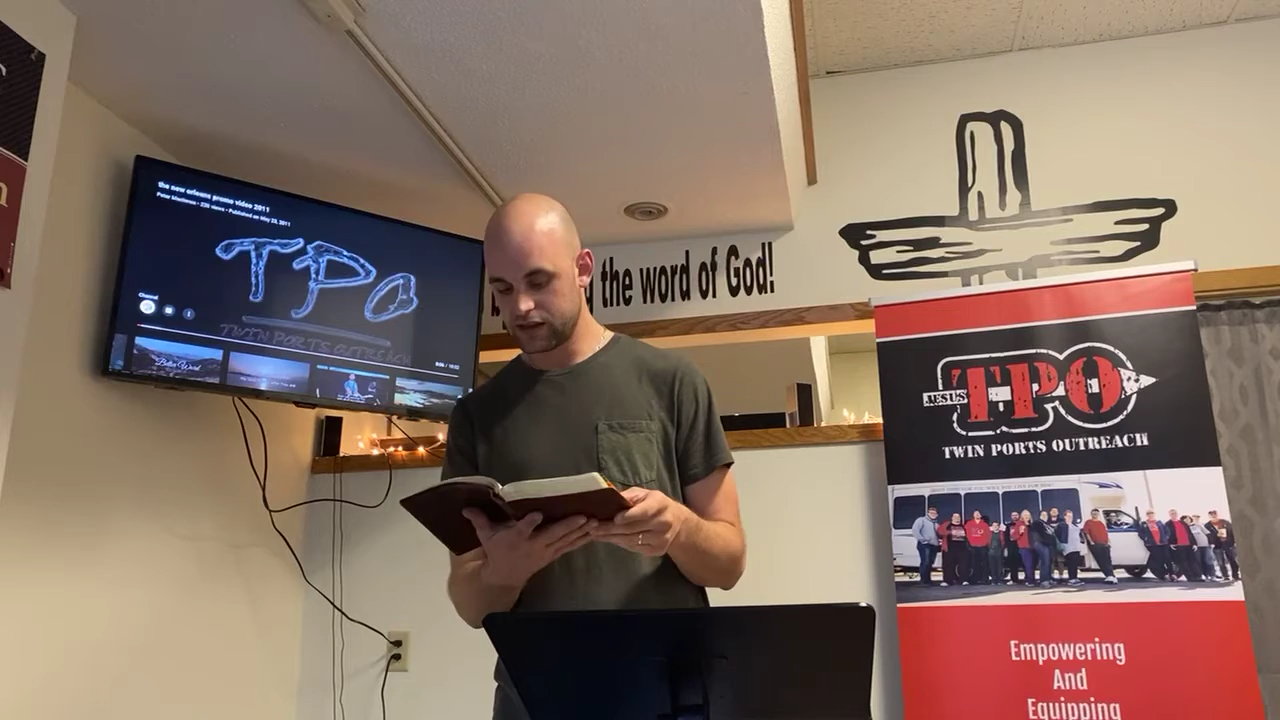 the new orleans promo video 2011
TPO
TWIN PORTS OUTREACH
the word of God!
JESUS TPO
TWIN PORTS OUTREACH
Empowering
And
Equipping